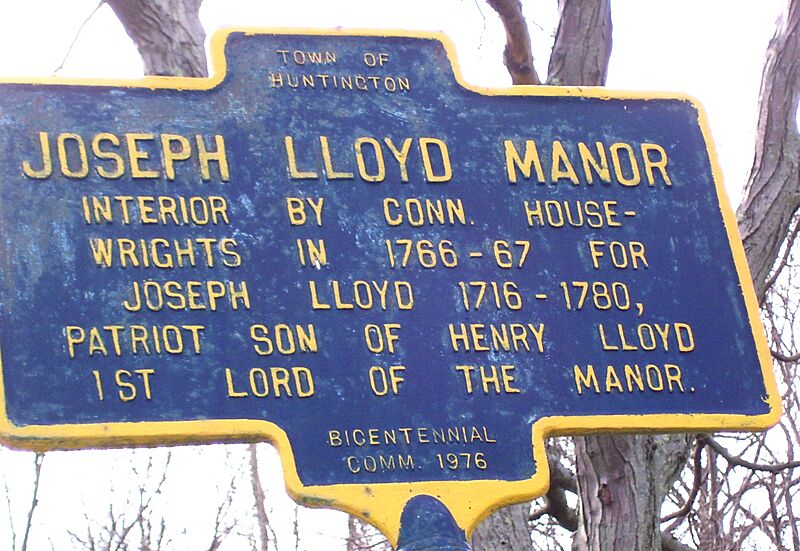 TOWN OF
HUNTINGTON
JOSEPH LLOYD MANOR
INTERIOR BY CONN. HOUSE-
WRIGHTS IN 1766-67 FOR
JOSEPH LLOYD 1716-1780,
PATRIOT SON OF HENRY LLOYD
1ST LORD OF THE MANOR.
BICENTENNIAL
COMM. 1976